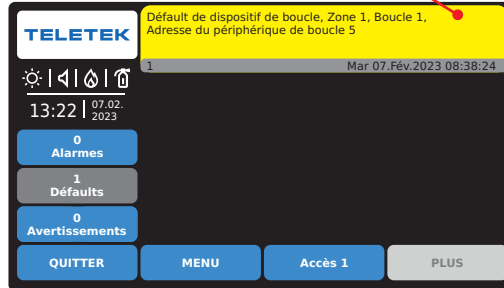 TELETEK
Défault de dispositif de boucle, Zone 1, Boucle 1,
Adresse du périphérique de boucle 5
1 Mar 07.Fév.2023 08:38:24
13:22 07.02.
2023
0
Alarmes
1
Défaults
0
Avertissements
QUITTER MENU Accès 1 PLUS